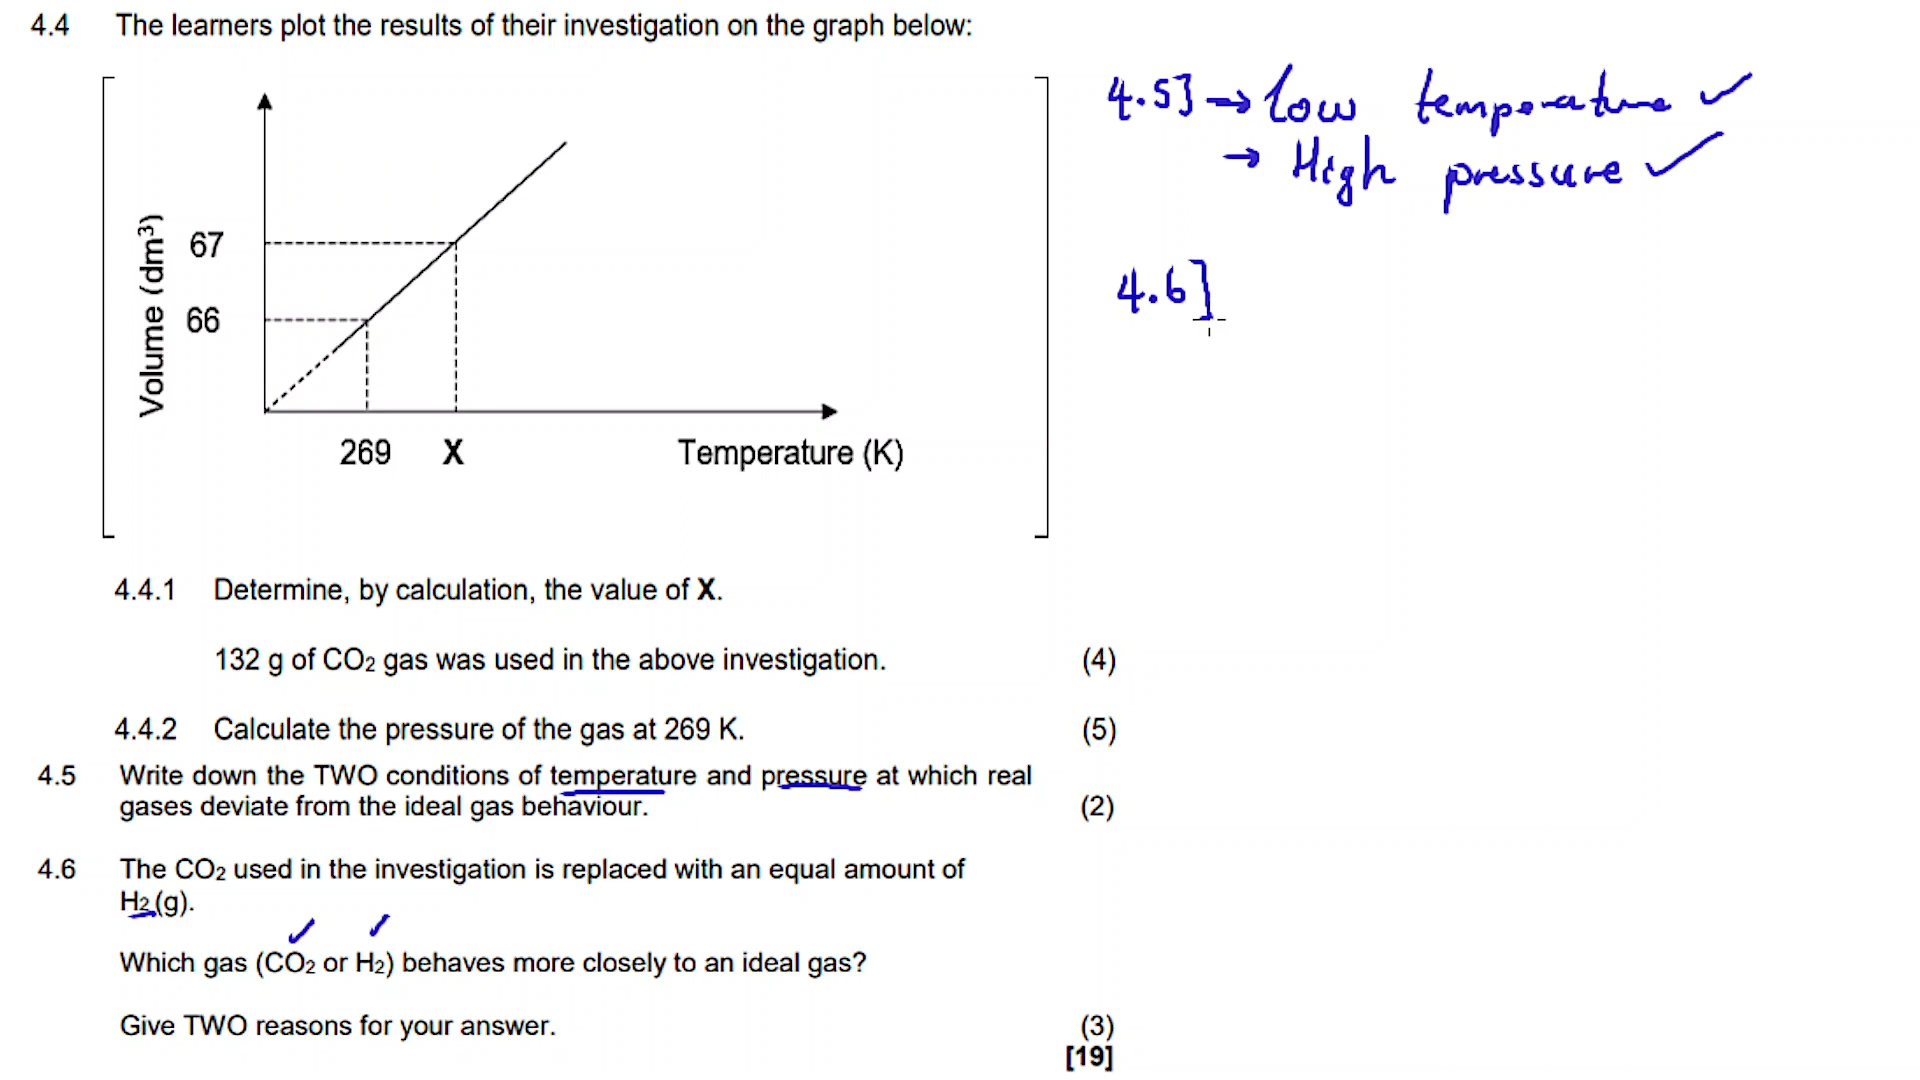 4.4 The learners plot the results of their investigation on the graph below:
Volume (dm³)
67
66
269 X Temperature (K)
4.5] → low temperature ✓
→ High pressure ✓
4.6]
4.4.1 Determine, by calculation, the value of X.
132 g of CO₂ gas was used in the above investigation. (4)
4.4.2 Calculate the pressure of the gas at 269 K. (5)
4.5 Write down the TWO conditions of temperature and pressure at which real
gases deviate from the ideal gas behaviour. (2)
4.6 The CO₂ used in the investigation is replaced with an equal amount of
H₂(g).
Which gas (CO₂ or H₂) behaves more closely to an ideal gas?
Give TWO reasons for your answer. (3)
[19]